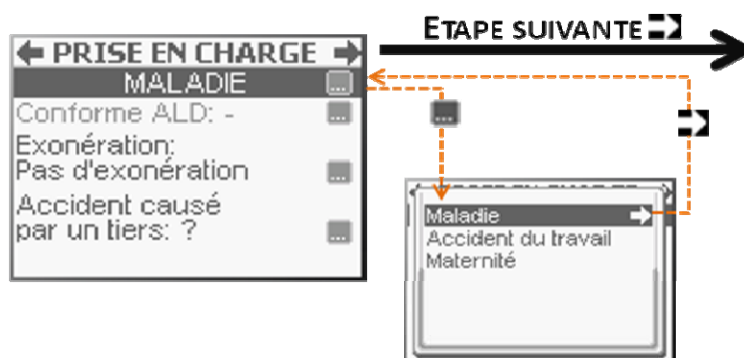 ETAPE SUIVANTE
PRISE EN CHARGE
MALADIE
Conforme ALD: -
Exonération:
Pas d'exonération
Accident causé
par un tiers: ?
Maladie
Accident du travail
Maternité